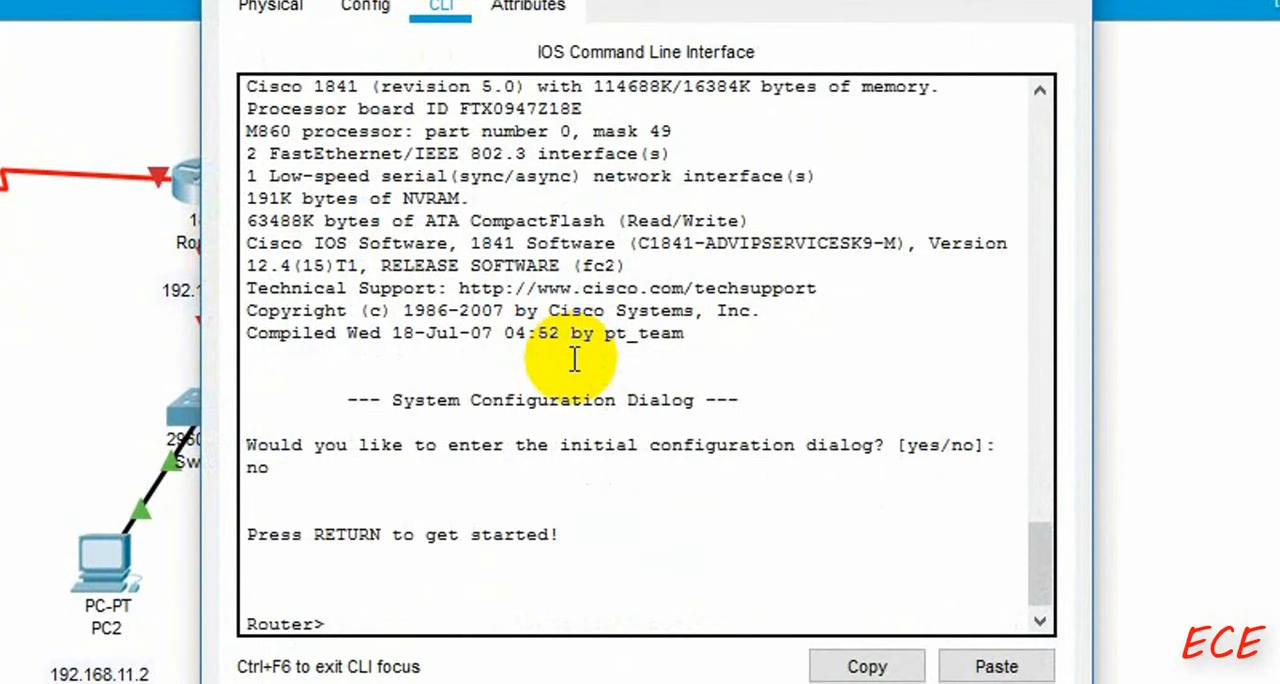 Physical Config CLI Attributes
IOS Command Line Interface
Cisco 1841 (revision 5.0) with 114688K/16384K bytes of memory.
Processor board ID FTX0947Z18E
M860 processor: part number 0, mask 49
2 FastEthernet/IEEE 802.3 interface(s)
1 Low-speed serial(sync/async) network interface(s)
191K bytes of NVRAM.
63488K bytes of ATA CompactFlash (Read/Write)
Cisco IOS Software, 1841 Software (C1841-ADVIPSERVICESK9-M), Version
12.4(15)T1, RELEASE SOFTWARE (fc2)
Technical Support: http://www.cisco.com/techsupport
Copyright (c) 1986-2007 by Cisco Systems, Inc.
Compiled Wed 18-Jul-07 04:52 by pt_team
--- System Configuration Dialog ---
Would you like to enter the initial configuration dialog? [yes/no]:
no
Press RETURN to get started!
Router>
Ctrl+F6 to exit CLI focus
Copy Paste
192.
PC-PT
PC2
192.168.11.2
ECE